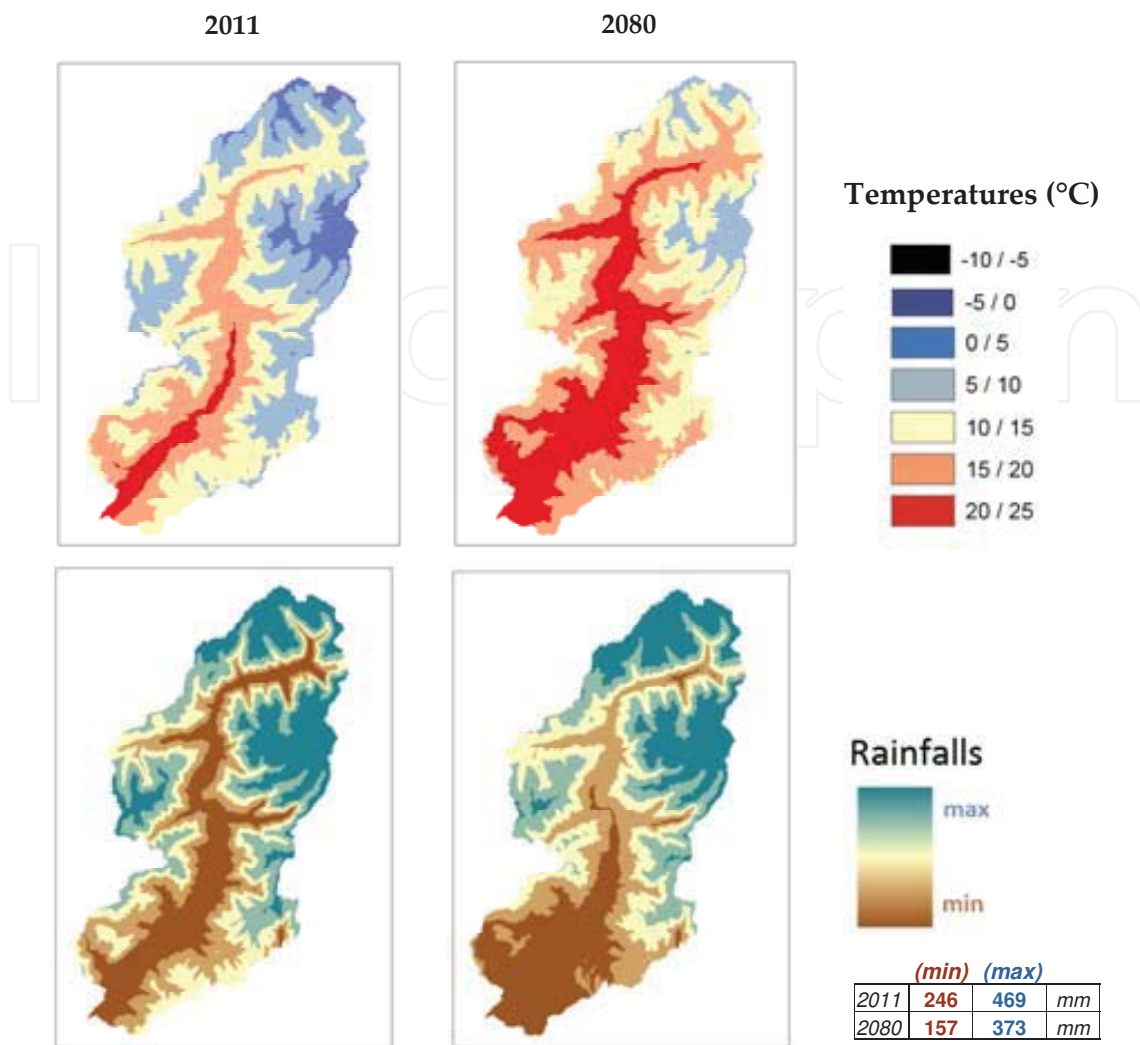 2011 2080
Temperatures (°C)
-10 / -5
-5 / 0
0 / 5
5 / 10
10 / 15
15 / 20
20 / 25
Rainfalls
max
min
(min) (max)
2011 246 469 mm
2080 157 373 mm